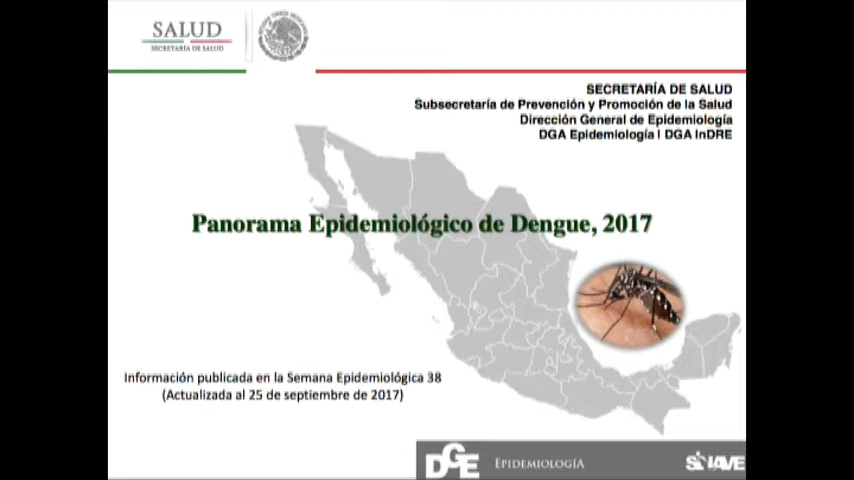 SALUD
SECRETARÍA DE SALUD
SECRETARÍA DE SALUD
Subsecretaría de Prevención y Promoción de la Salud
Dirección General de Epidemiología
DGA Epidemiología I DGA InDRE
Panorama Epidemiológico de Dengue, 2017
Información publicada en la Semana Epidemiológica 38
(Actualizada al 25 de septiembre de 2017)
DGE EPIDEMIOLOGÍA
SINAVE